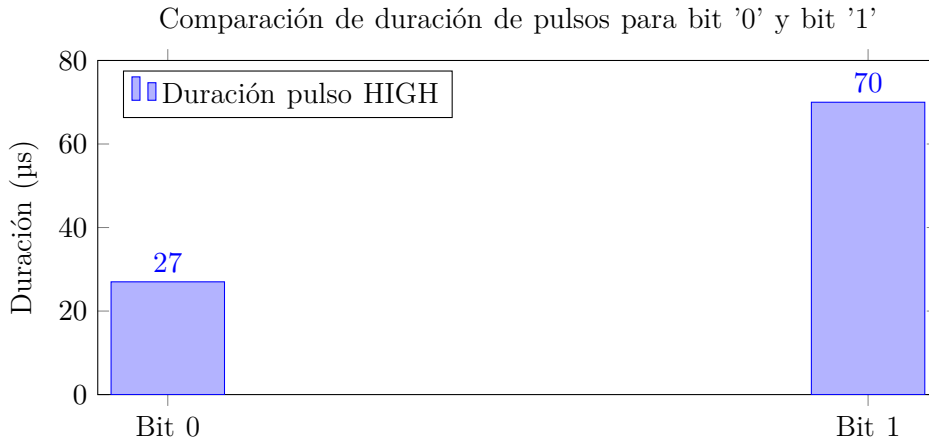 Comparación de duración de pulsos para bit ’0’ y bit ’1’
80
60
40
20
0
Duración (µs)
Duración pulso HIGH
27
70
Bit 0
Bit 1